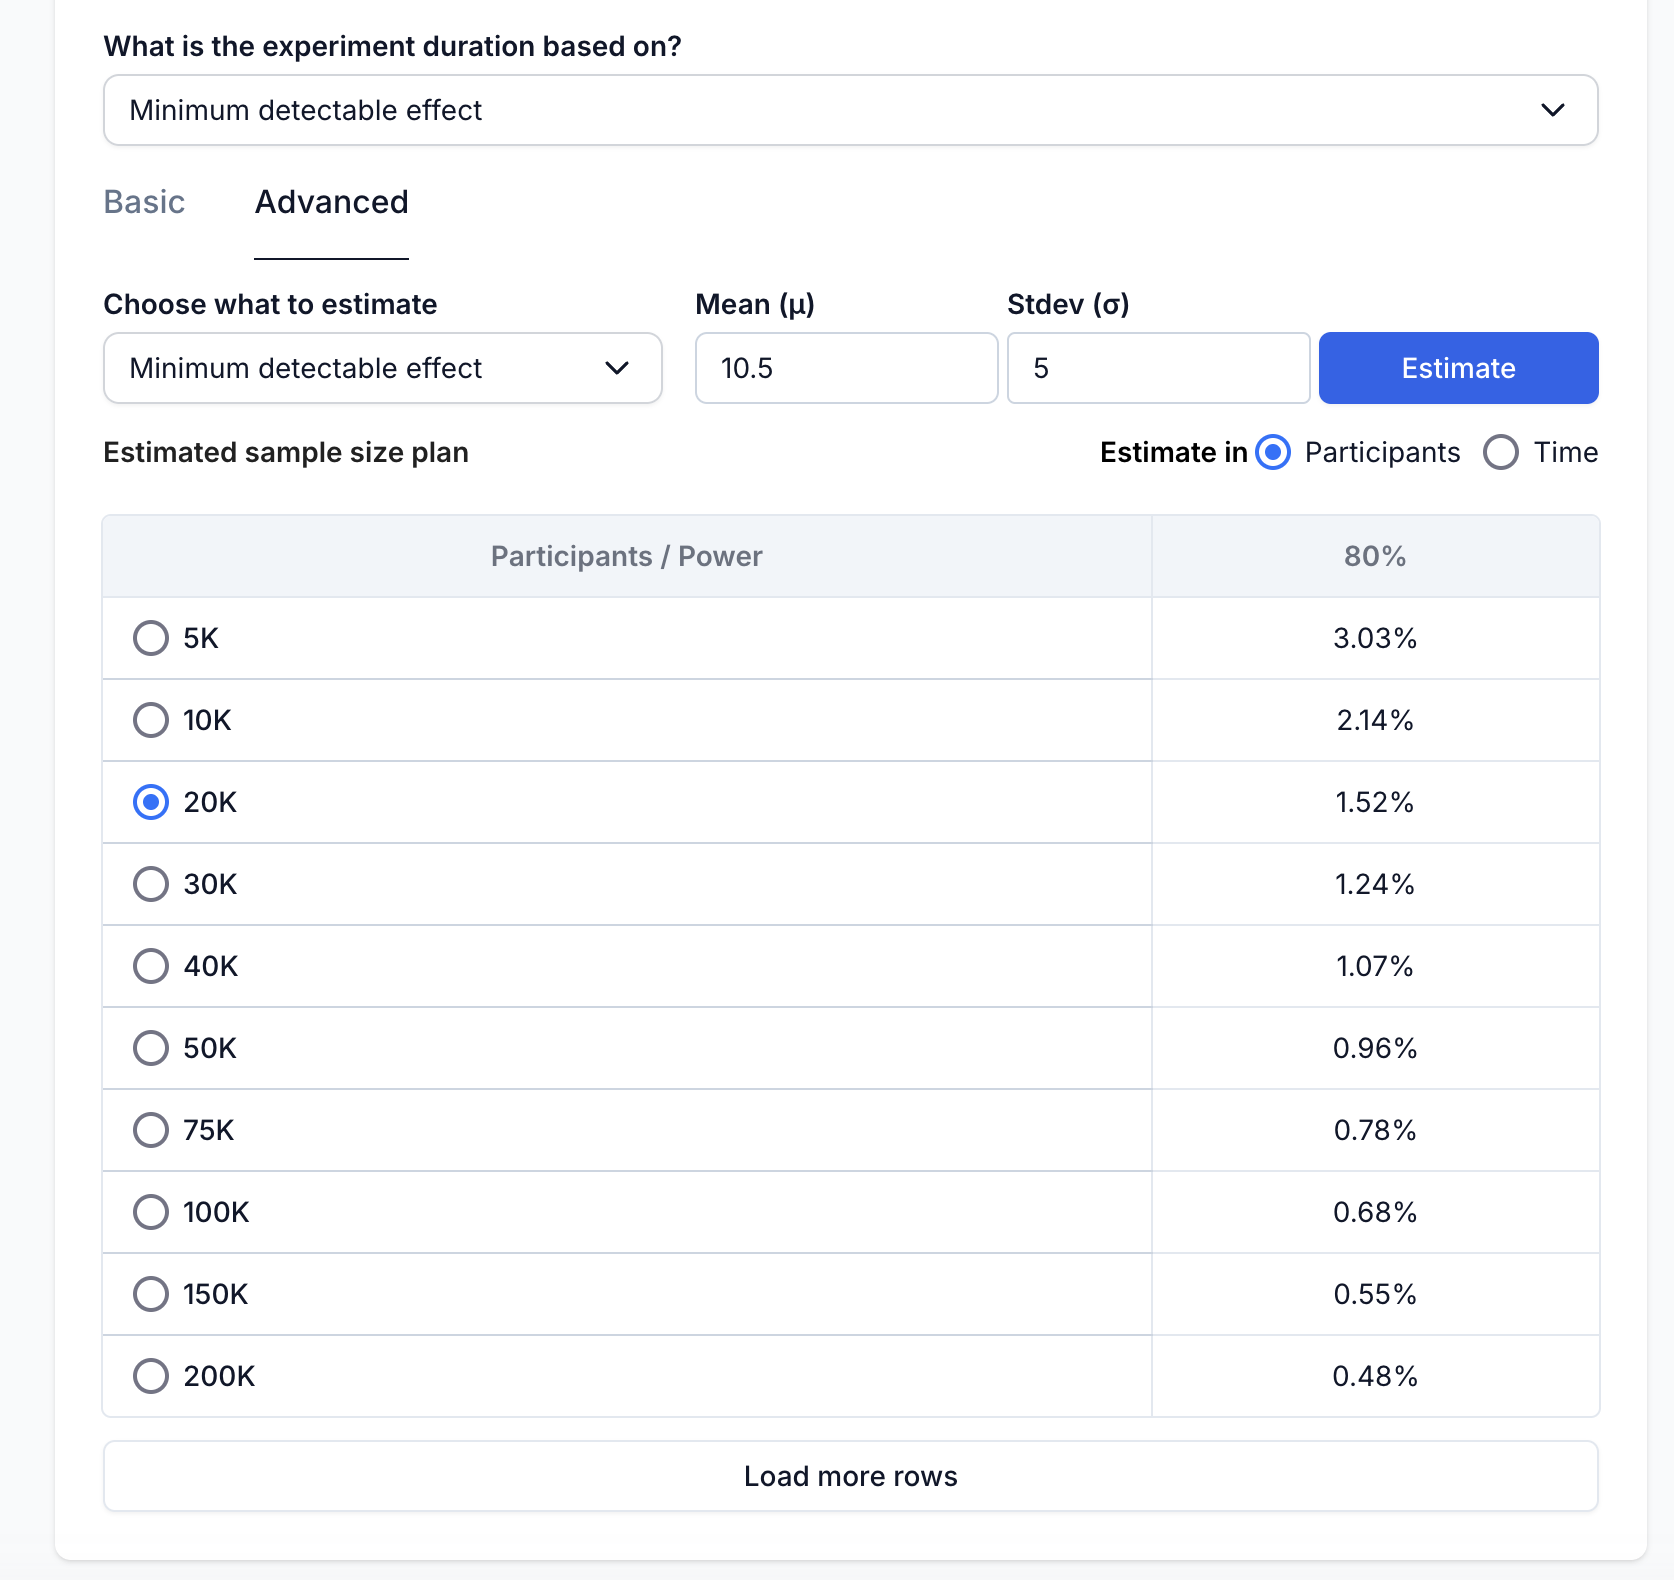 What is the experiment duration based on?
Minimum detectable effect
Basic Advanced
Choose what to estimate Mean (μ) Stdev (σ)
Minimum detectable effect 10.5 5 Estimate
Estimated sample size plan Estimate in Participants Time
Participants / Power 80%
5K 3.03%
10K 2.14%
20K 1.52%
30K 1.24%
40K 1.07%
50K 0.96%
75K 0.78%
100K 0.68%
150K 0.55%
200K 0.48%
Load more rows